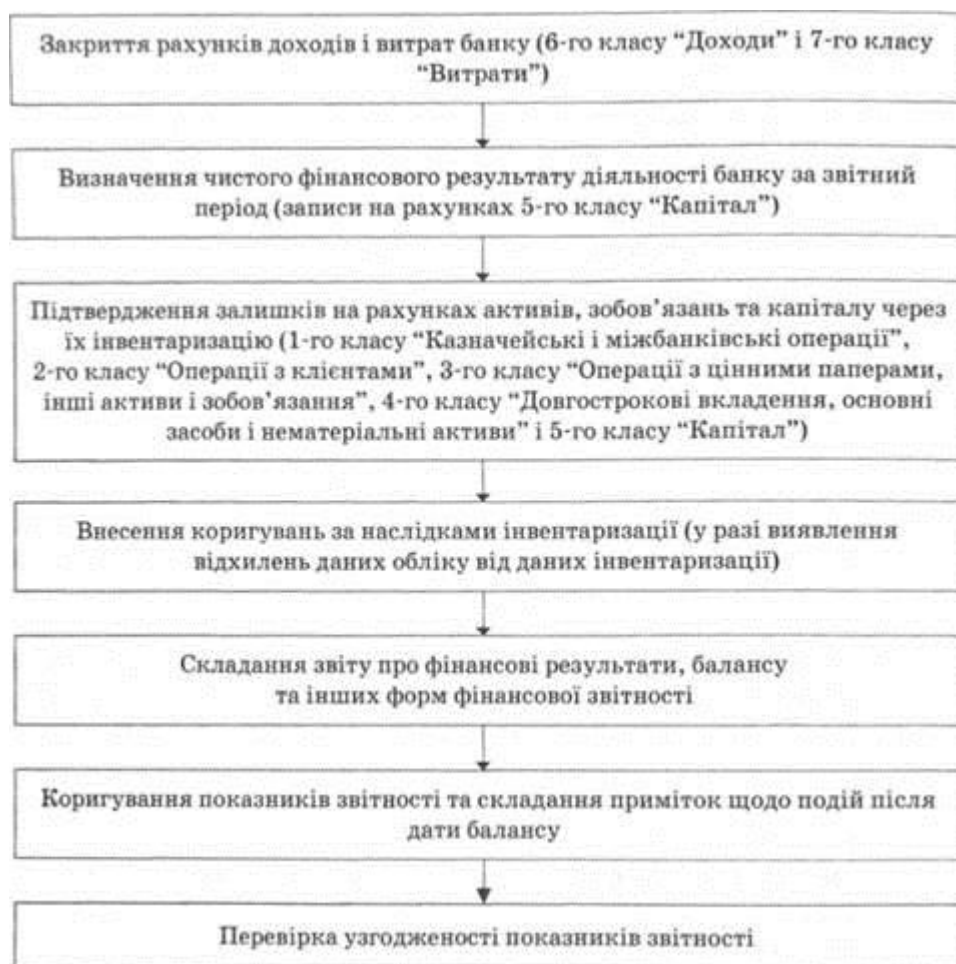 Закриття рахунків доходів і витрат банку (6-го класу “Доходи” і 7-го класу
“Витрати”)
Визначення чистого фінансового результату діяльності банку за звітний
період (записи на рахунках 5-го класу “Капітал”)
Підтвердження залишків на рахунках активів, зобов’язань та капіталу через
їх інвентаризацію (1-го класу “Казначейські і міжбанківські операції”,
2-го класу “Операції з клієнтами”, 3-го класу “Операції з цінними паперами,
інші активи і зобов’язання”, 4-го класу “Довгострокові вкладення, основні
засоби і нематеріальні активи” і 5-го класу “Капітал”)
Внесення коригувань за наслідками інвентаризації (у разі виявлення
відхилень даних обліку від даних інвентаризації)
Складання звіту про фінансові результати, балансу
та інших форм фінансової звітності
Коригування показників звітності та складання приміток щодо подій після
дати балансу
Перевірка узгодженості показників звітності